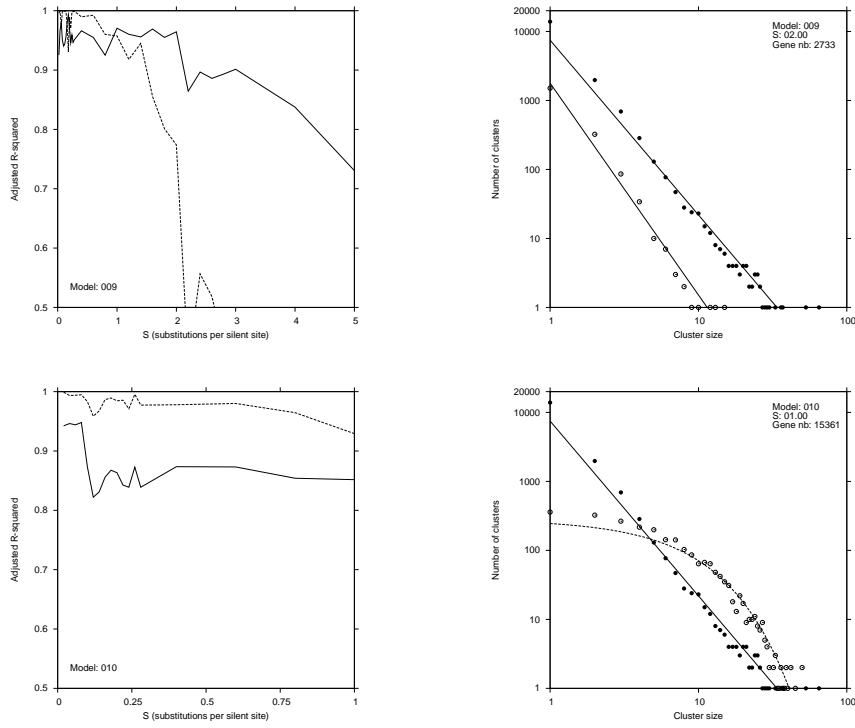 1
0.9
0.8
0.7
0.6
0.5
0 1 2 3 4 5
Adjusted R-squared
S (substitutions per silent site)
Model: 009
20000
10000
1000
100
10
1
1 10 100
Number of clusters
Cluster size
Model: 009
S: 02.00
Gene nb: 2733
1
0.9
0.8
0.7
0.6
0.5
0 0.25 0.5 0.75 1
Adjusted R-squared
S (substitutions per silent site)
Model: 010
20000
10000
1000
100
10
1
1 10 100
Number of clusters
Cluster size
Model: 010
S: 01.00
Gene nb: 15361